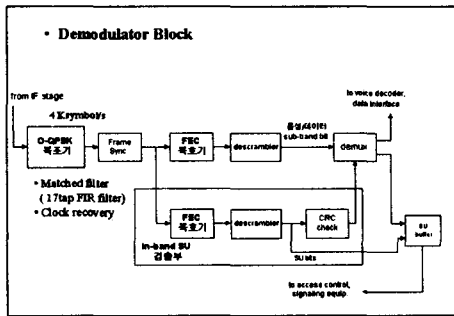 • Demodulator Block
from IF stage
4 Ksymbol/s
to voice decoder,
data interface
음성/데이터
sub-band bit
O-QPSK
복조기
Frame
Sync
FEC
복호기
descrambler
demux
• Matched filter
(17tap FIR filter)
• Clock recovery
FEC
복호기
descrambler
CRC
check
In-band SU
검출부
SU bits
SU
buffer
to access control,
signaling equip.